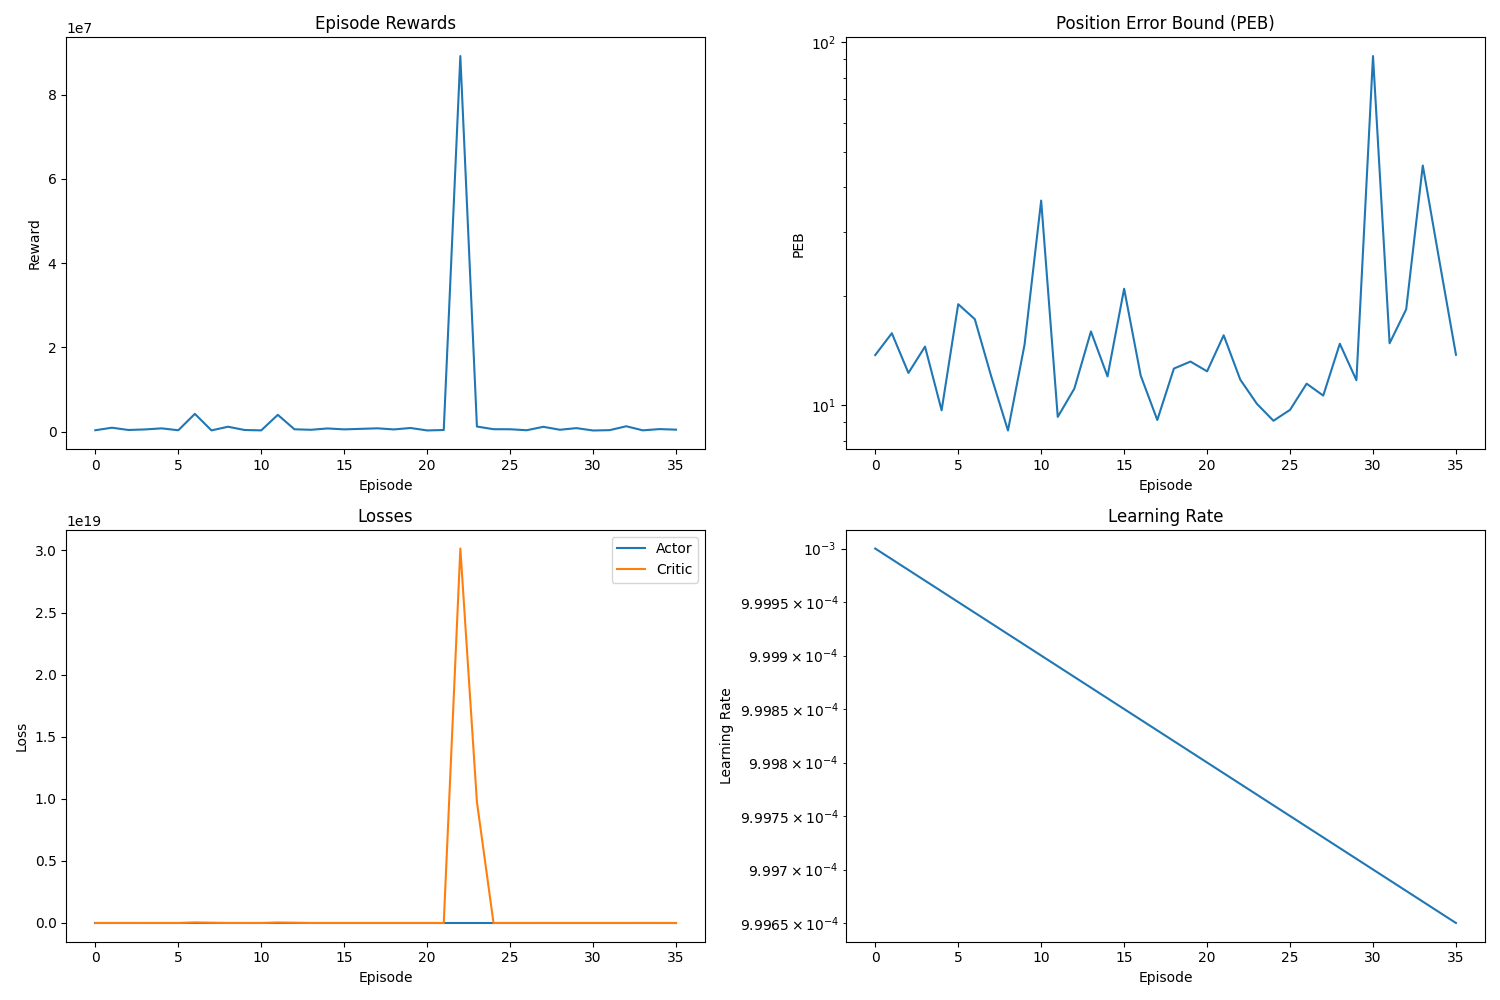 Episode Rewards
1e7
8
6
4
2
0
Reward
0 5 10 15 20 25 30 35
Episode
Position Error Bound (PEB)
10²
10¹
PEB
0 5 10 15 20 25 30 35
Episode
Losses
1e19
Actor
Critic
3.0
2.5
2.0
1.5
1.0
0.5
0.0
Loss
0 5 10 15 20 25 30 35
Episode
Learning Rate
10⁻³
9.9995 × 10⁻⁴
9.999 × 10⁻⁴
9.9985 × 10⁻⁴
9.998 × 10⁻⁴
9.9975 × 10⁻⁴
9.997 × 10⁻⁴
9.9965 × 10⁻⁴
Learning Rate
0 5 10 15 20 25 30 35
Episode